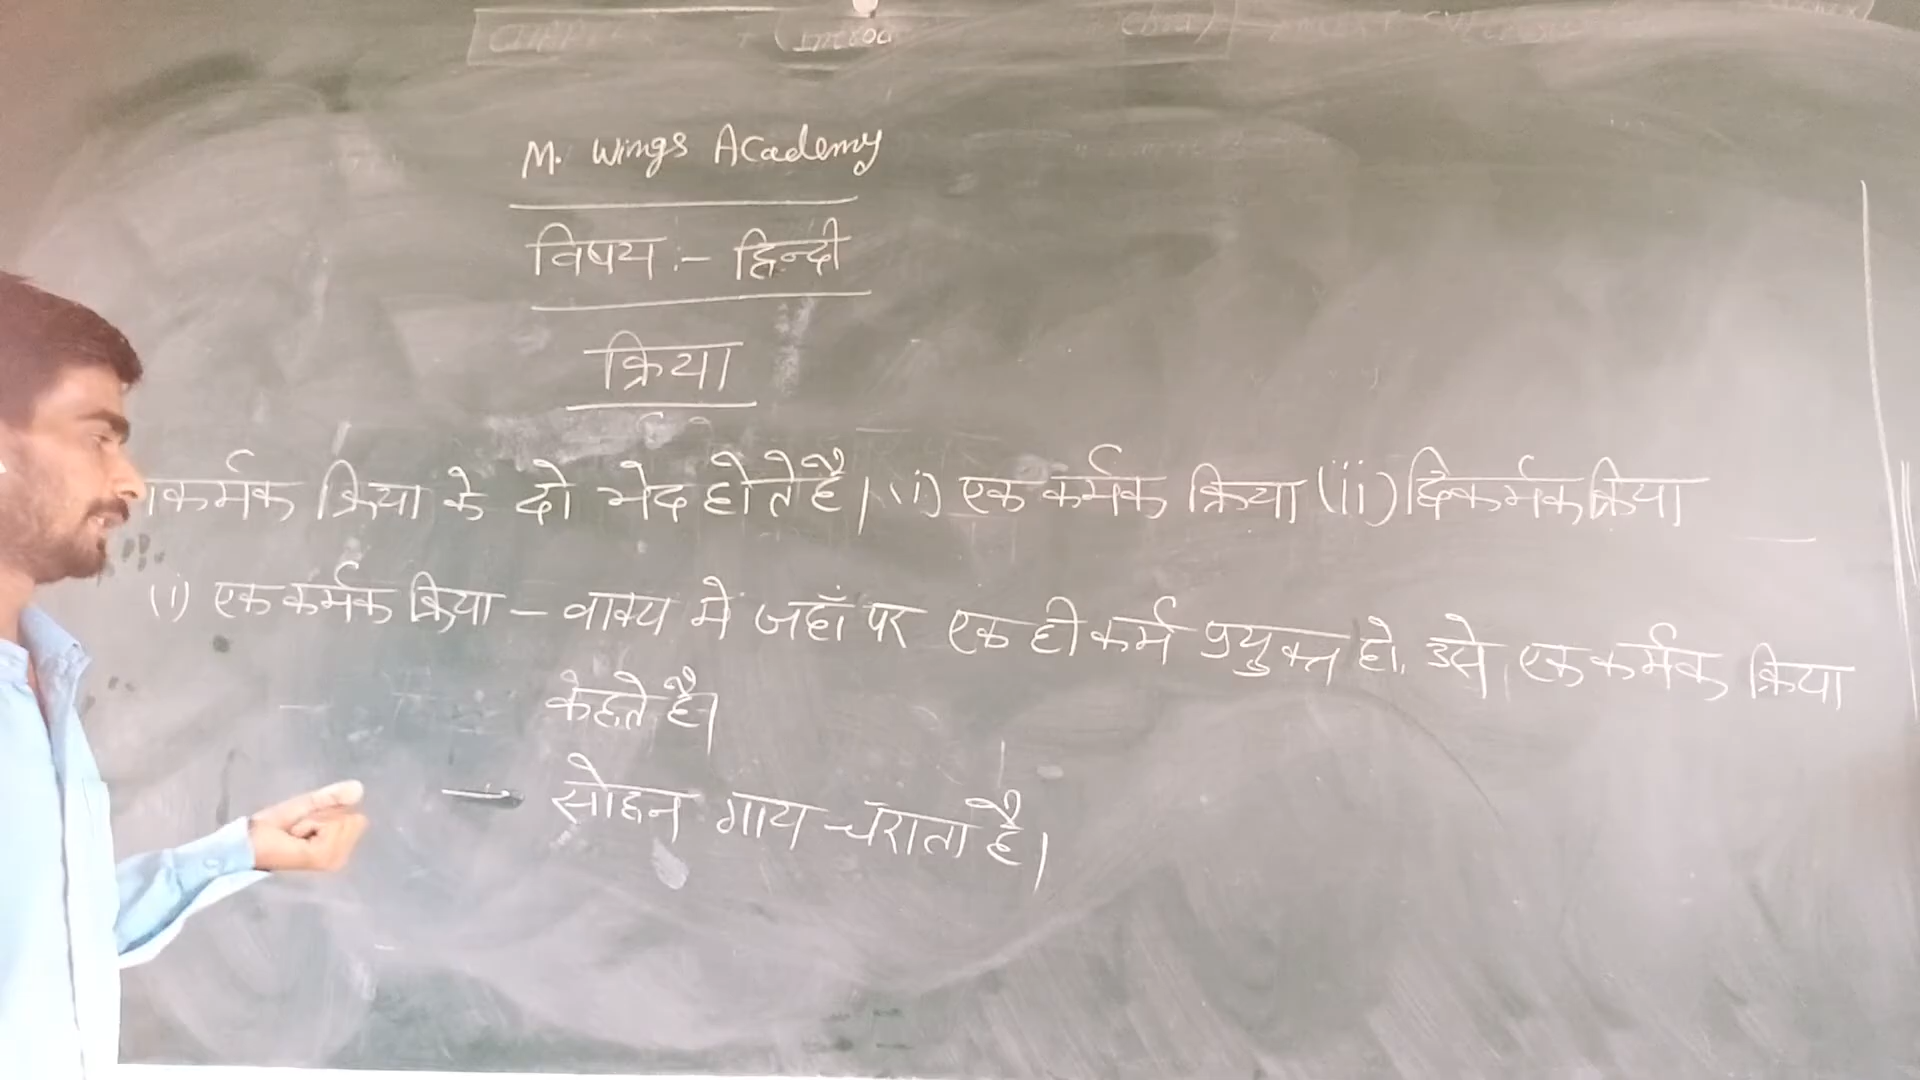 M. Wings Academy
विषय :- हिन्दी
क्रिया
कर्मक क्रिया के दो भेद होते है। (i) एक कर्मक क्रिया (ii) द्विकर्मक क्रिया
(i) एक कर्मक क्रिया – वाक्य मे जहाँ पर एक ही कर्म प्रयुक्त हो, उसे एक कर्मक क्रिया
केहते है।
– सोहन गाय चराता है।